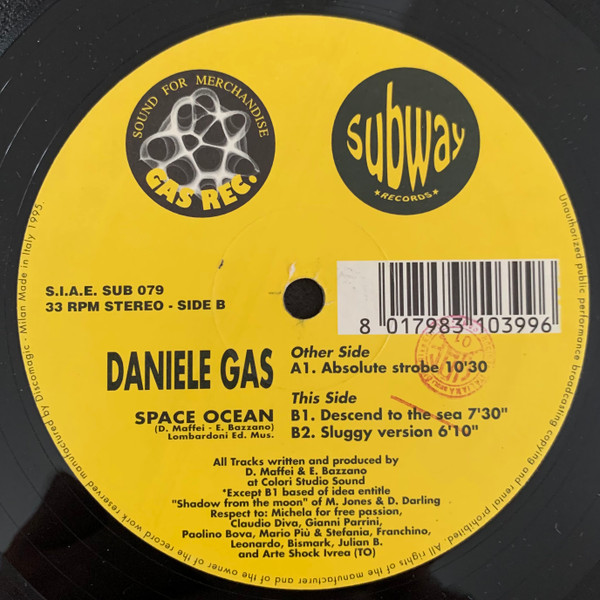 SOUND FOR MERCHANDISE
GAS REC.
subway
RECORDS
S.I.A.E. SUB 079
33 RPM STEREO - SIDE B
8 017983 103996
DANIELE GAS
SPACE OCEAN
(D. Maffei - E. Bazzano)
Lombardoni Ed. Mus.
Other Side
A1. Absolute strobe 10'30
This Side
B1. Descend to the sea 7'30"
B2. Sluggy version 6'10"
All Tracks written and produced by
D. Maffei & E. Bazzano
at Colori Studio Sound
*Except B1 based of idea entitle
"Shadow from the moon" of M. Jones & D. Darling
Respect to: Michela for free passion,
Claudio Diva, Gianni Parrini,
Paolino Bova, Mario Più & Stefania, Franchino,
Leonardo, Bismark, Julian B.
and Arte Shock Ivrea (TO)
Unauthorized public performance broadcasting copying and rental prohibited. All rights of the manufacturer and of the owner of the record work reserved manufactured by Discomagic - Milan Made in Italy 1995.